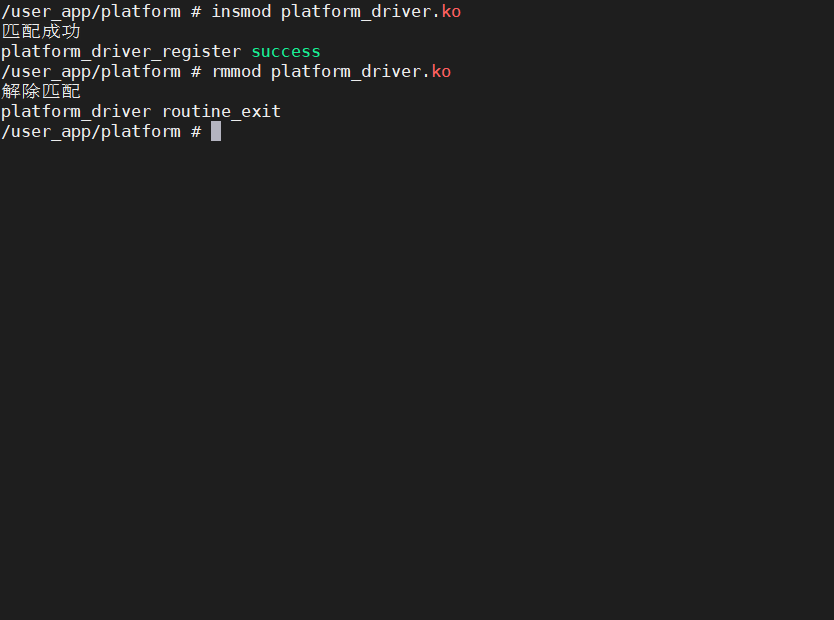 /user_app/platform # insmod platform_driver.ko
匹配成功
platform_driver_register success
/user_app/platform # rmmod platform_driver.ko
解除匹配
platform_driver routine_exit
/user_app/platform #